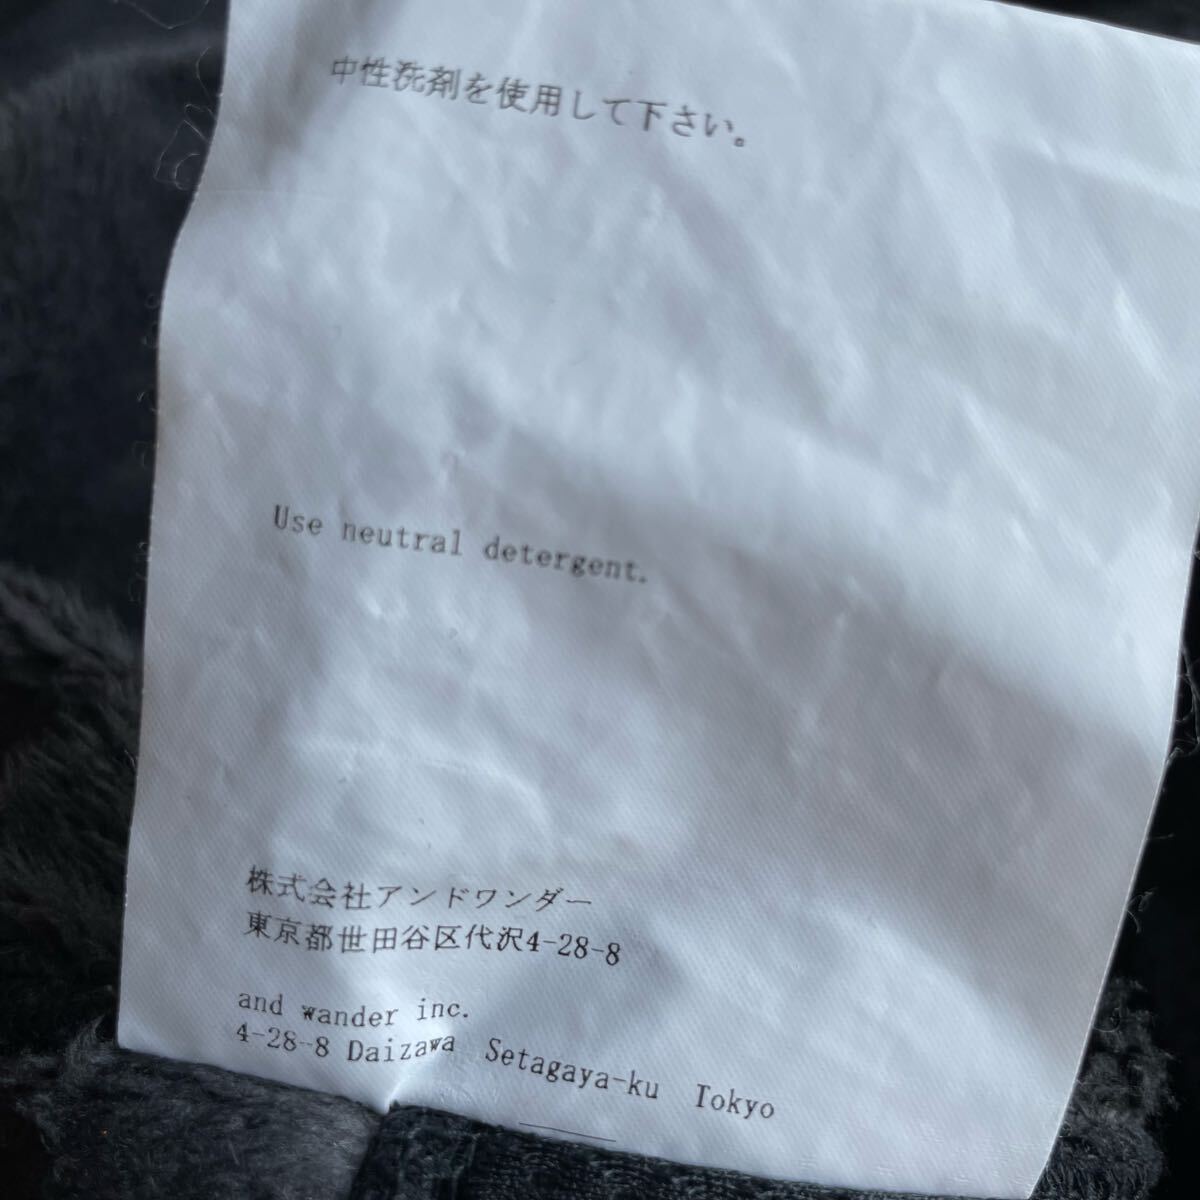 中性洗剤を使用して下さい。
Use neutral detergent.
株式会社アンドワンダー
東京都世田谷区代沢4-28-8
and wander inc.
4-28-8 Daizawa Setagaya-ku Tokyo